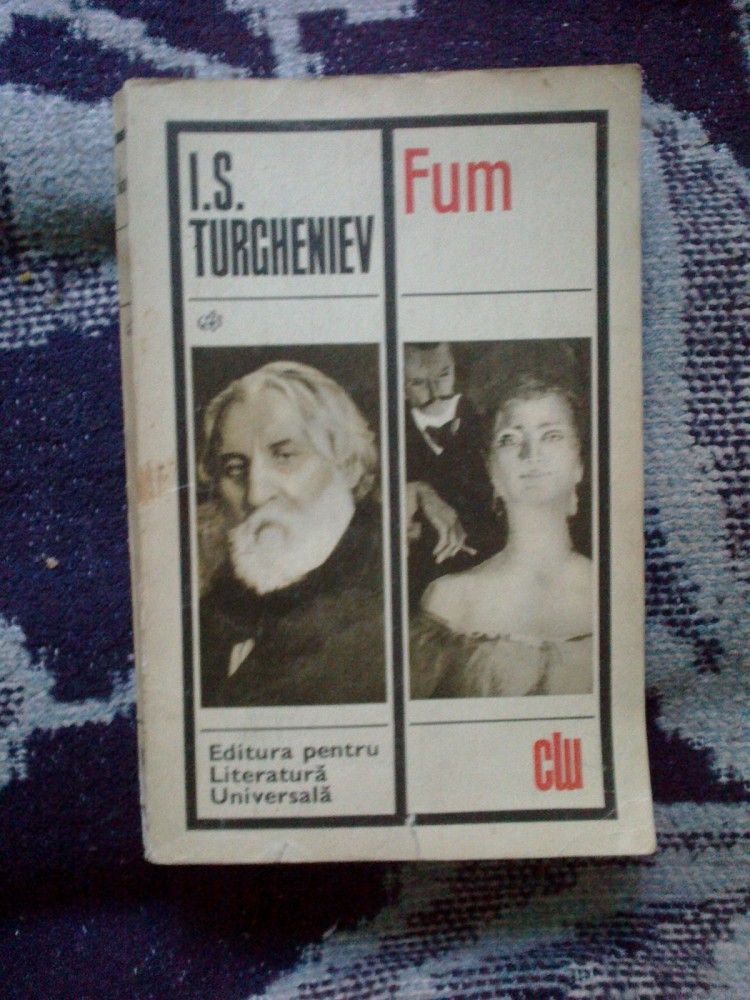 I.S.
TURGHENIEV
Fum
Editura pentru
Literatură
Universală
clu